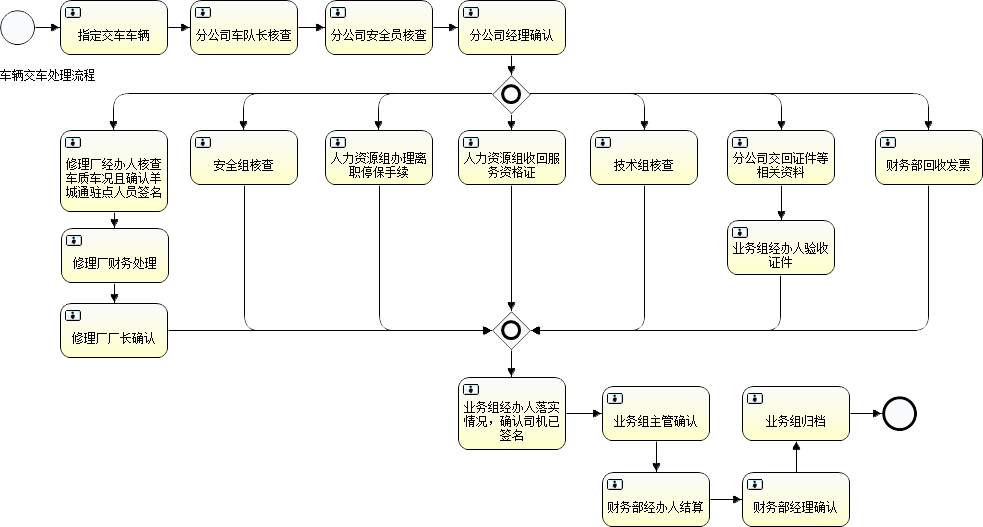 指定交车车辆
分公司车队长核查
分公司安全员核查
分公司经理确认
车辆交车处理流程
修理厂经办人核查
车质车况且确认羊
城通驻点人员签名
安全组核查
人力资源组办理离
职停保手续
人力资源组收回服
务资格证
技术组核查
分公司交回证件等
相关资料
财务部回收发票
业务组经办人验收
证件
修理厂财务处理
修理厂厂长确认
业务组经办人落实
情况，确认司机已
签名
业务组主管确认
业务组归档
财务部经办人结算
财务部经理确认